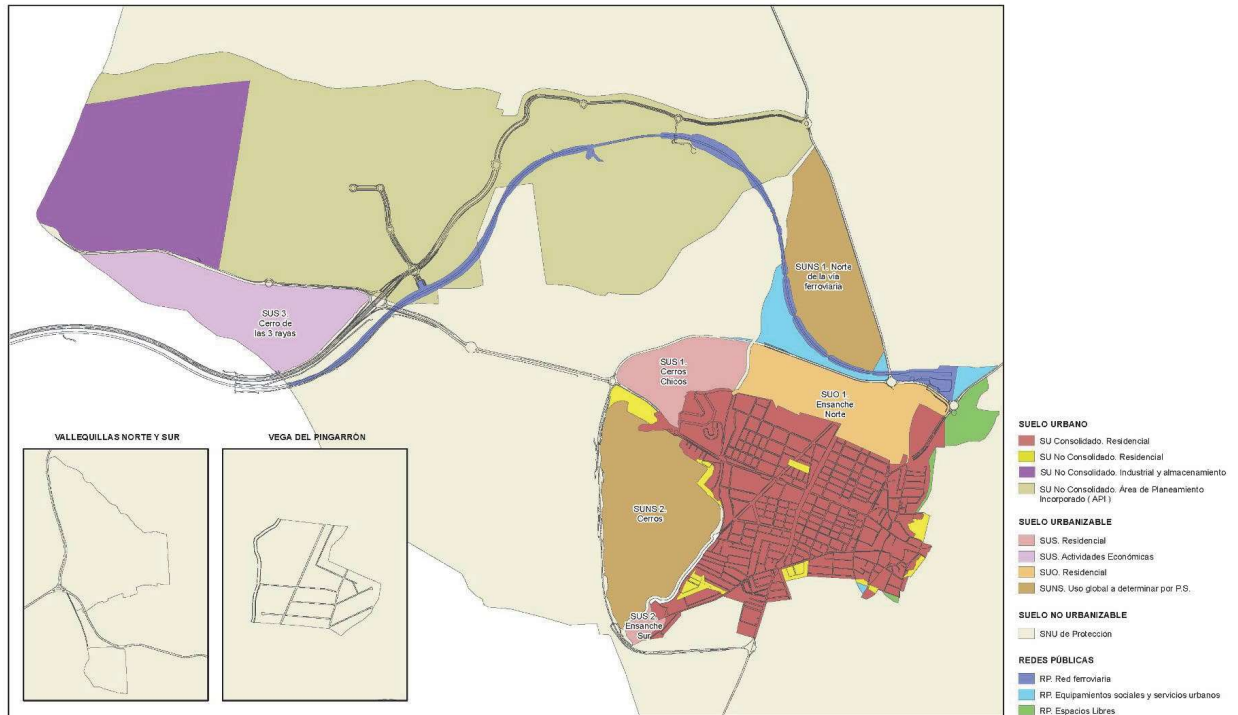 SUNS 1. Norte
de la vía
ferroviaria
SUS 3
Cerro de
las 3 rayas
SUS 1.
Cerros
Chicos
SUO 1.
Ensanche
Norte
SUNS 2.
Cerros
SUS 2
Ensanche
Sur
VALLEQUILLAS NORTE Y SUR
VEGA DEL PINGARRÓN
SUELO URBANO
SU Consolidado. Residencial
SU No Consolidado. Residencial
SU No Consolidado. Industrial y almacenamiento
SU No Consolidado. Área de Planeamiento
Incorporado ( API )
SUELO URBANIZABLE
SUS. Residencial
SUS. Actividades Económicas
SUO. Residencial
SUNS. Uso global a determinar por P.S.
SUELO NO URBANIZABLE
SNU de Protección
REDES PÚBLICAS
RP. Red ferroviaria
RP. Equipamientos sociales y servicios urbanos
RP. Espacios Libres